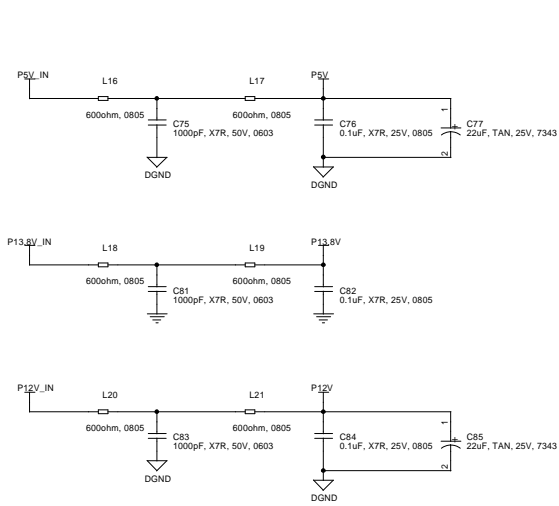 P5V_IN
L16
L17
P5V
600ohm, 0805
600ohm, 0805
C75
1000pF, X7R, 50V, 0603
C76
0.1uF, X7R, 25V, 0805
1
C77
22uF, TAN, 25V, 7343
2
DGND
DGND
P13.8V_IN
L18
L19
P13.8V
600ohm, 0805
600ohm, 0805
C81
1000pF, X7R, 50V, 0603
C82
0.1uF, X7R, 25V, 0805
P12V_IN
L20
L21
P12V
600ohm, 0805
600ohm, 0805
C83
1000pF, X7R, 50V, 0603
C84
0.1uF, X7R, 25V, 0805
1
C85
22uF, TAN, 25V, 7343
2
DGND
DGND